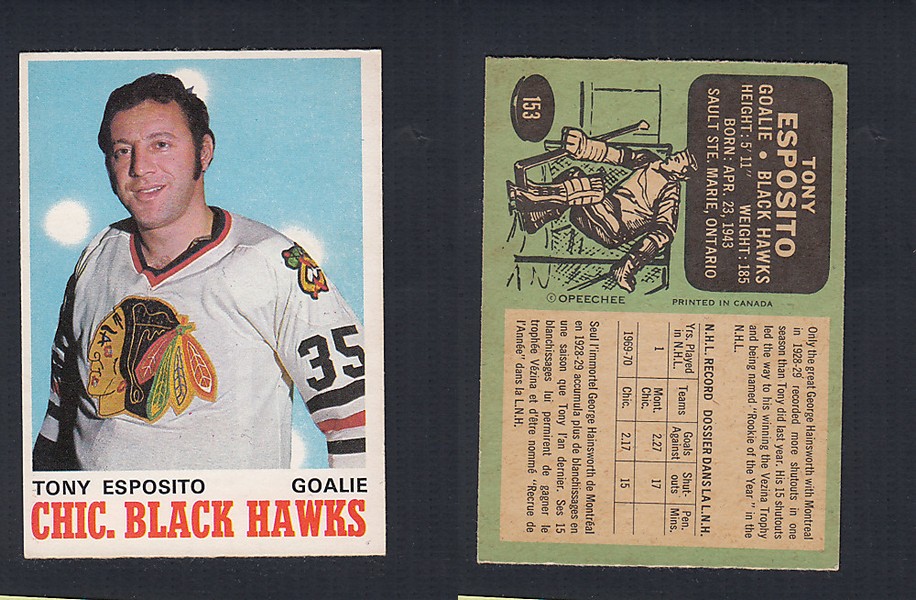 35
TONY ESPOSITO GOALIE
CHIC. BLACK HAWKS
153
TONY
ESPOSITO
GOALIE • BLACK HAWKS
HEIGHT: 5' 11" WEIGHT: 185
BORN: APR. 23, 1943
SAULT STE. MARIE, ONTARIO
© OPEECHEE PRINTED IN CANADA
Only the great George Hainsworth with Montreal
in 1928-29 recorded more shutouts in one
season than Tony did last year. His 15 shutouts
led the way to his winning the Vezina Trophy
and being named "Rookie of the Year" in the
N.H.L.
N.H.L. RECORD DOSSIER DANS LA L.N.H.
Yrs. Played Teams Goals Shut- Pen.
in N.H.L. Against outs Mins.
1 Mont. 2.27 17
Chic.
1969-70 Chic. 2.17 15
Seul l'immortel George Hainsworth de Montréal
en 1928-29 accumula plus de blanchissages en
une saison que Tony l'an dernier. Ses 15
blanchissages lui permirent de gagner le
trophée Vézina et d'être nommé "Recrue de
l'Année" dans la L.N.H.